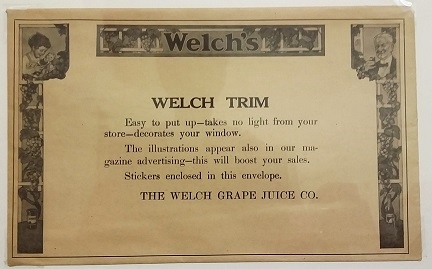 Welch's
WELCH TRIM
Easy to put up—takes no light from your
store—decorates your window.
The illustrations appear also in our ma-
gazine advertising—this will boost your sales.
Stickers enclosed in this envelope.
THE WELCH GRAPE JUICE CO.